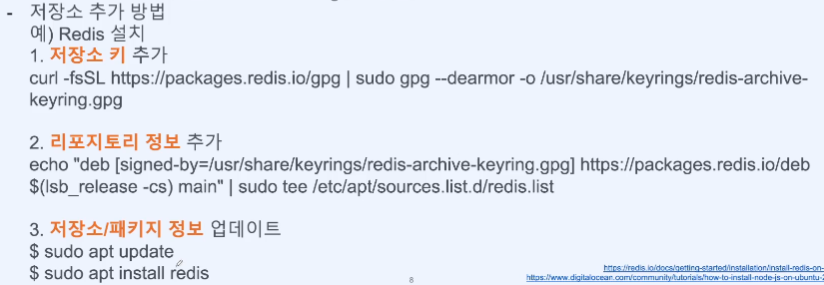 - 저장소 추가 방법
예) Redis 설치
1. 저장소 키 추가
curl -fsSL https://packages.redis.io/gpg | sudo gpg --dearmor -o /usr/share/keyrings/redis-archive-
keyring.gpg
2. 리포지토리 정보 추가
echo "deb [signed-by=/usr/share/keyrings/redis-archive-keyring.gpg] https://packages.redis.io/deb
$(lsb_release -cs) main" | sudo tee /etc/apt/sources.list.d/redis.list
3. 저장소/패키지 정보 업데이트
$ sudo apt update
$ sudo apt install redis
https://redis.io/docs/getting-started/installation/install-redis-on-
https://www.digitalocean.com/community/tutorials/how-to-install-node-js-on-ubuntu-2